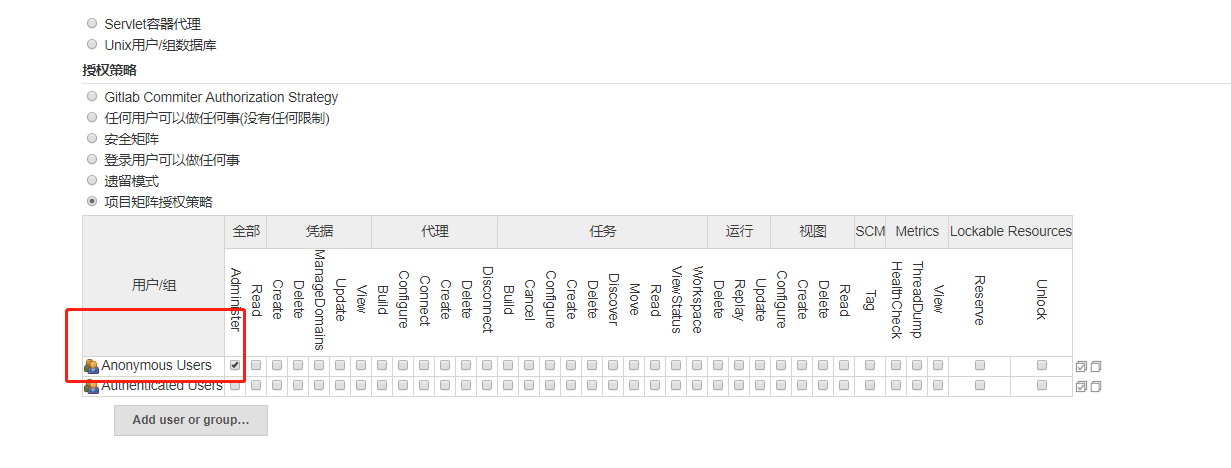 Servlet容器代理
Unix用户/组数据库
授权策略
Gitlab Commiter Authorization Strategy
任何用户可以做任何事(没有任何限制)
安全矩阵
登录用户可以做任何事
遗留模式
项目矩阵授权策略
用户/组 全部 凭据 代理 任务 运行 视图 SCM Metrics Lockable Resources
Administer Read Create Delete ManageDomains Update View Build Configure Connect Create Delete Disconnect Build Cancel Configure Create Delete Discover Move Read ViewStatus Workspace Delete Replay Update Configure Create Delete Read Tag HealthCheck ThreadDump View Reserve Unlock
Anonymous Users
Authenticated Users
Add user or group…